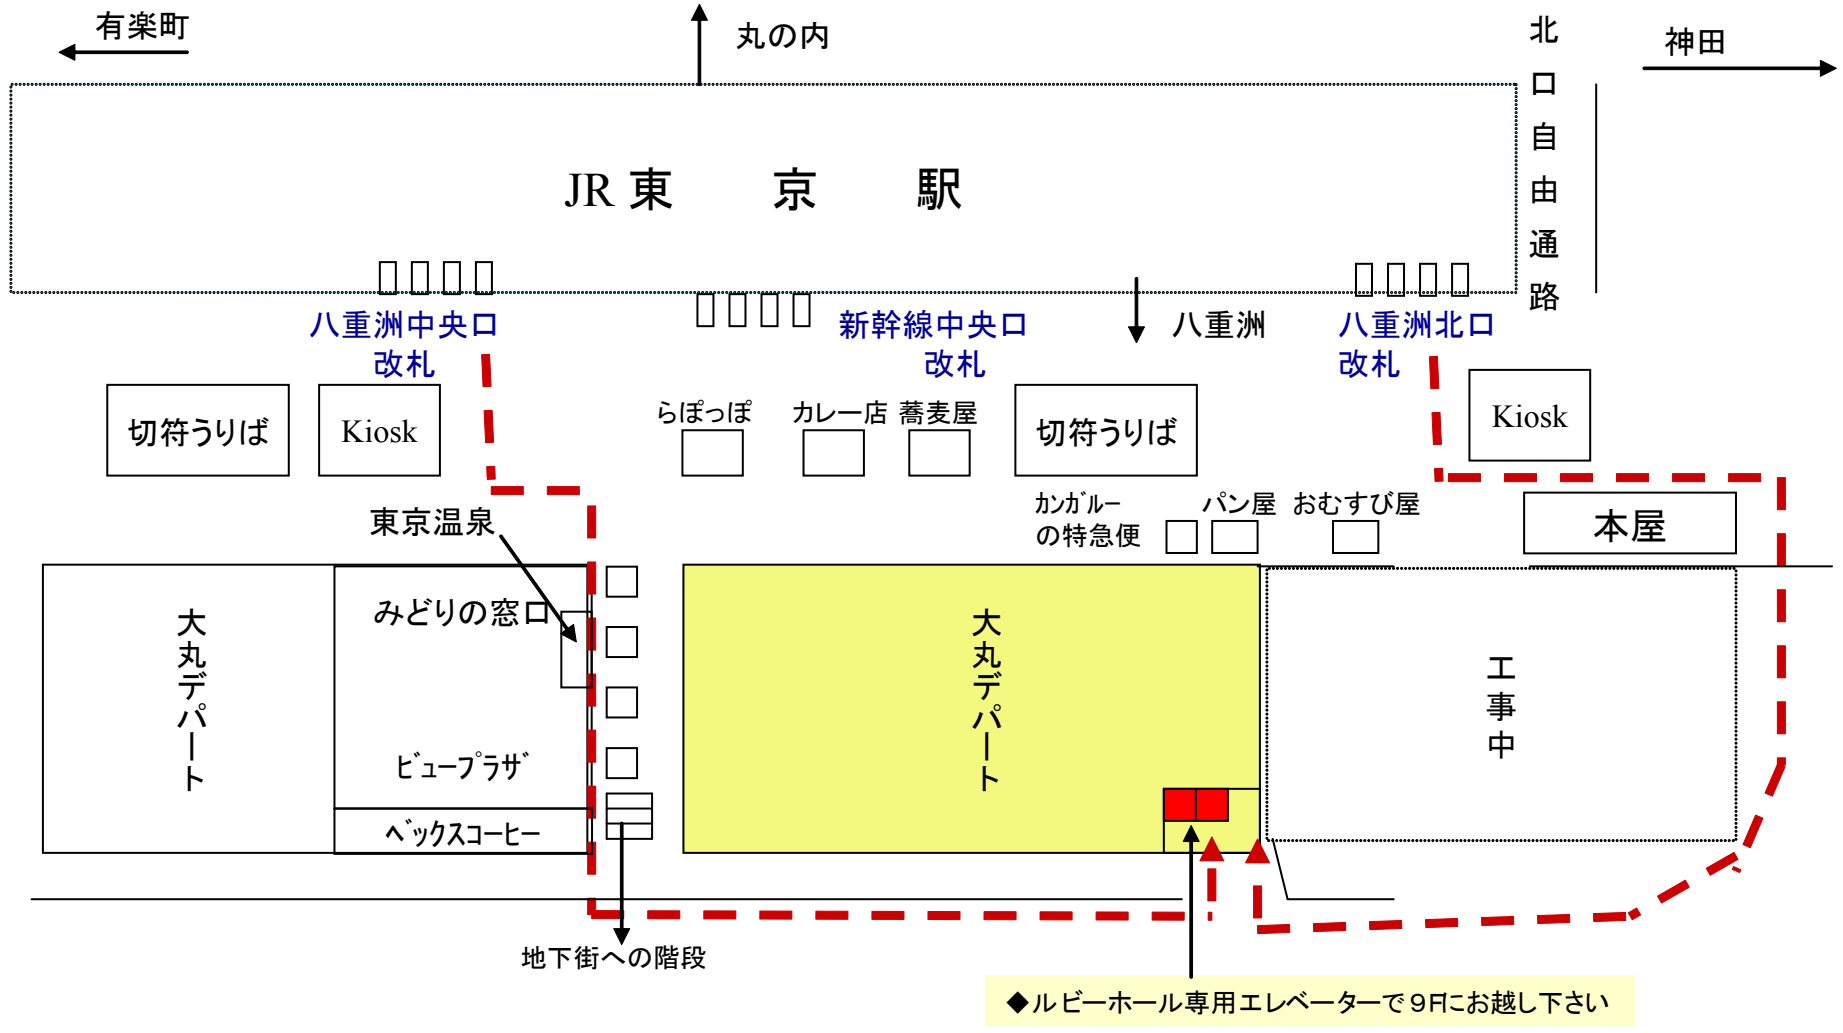 有楽町
丸の内
神田
北口自由通路
JR 東 京 駅
八重洲中央口
改札
新幹線中央口
改札
八重洲
八重洲北口
改札
切符うりば
Kiosk
らぽっぽ
カレー店
蕎麦屋
切符うりば
Kiosk
カンガルー
の特急便
パン屋
おむすび屋
本屋
東京温泉
大丸デパート
みどりの窓口
ビュープラザ
ベックスコーヒー
大丸デパート
工事中
地下街への階段
◆ルビーホール専用エレベーターで9Fにお越し下さい